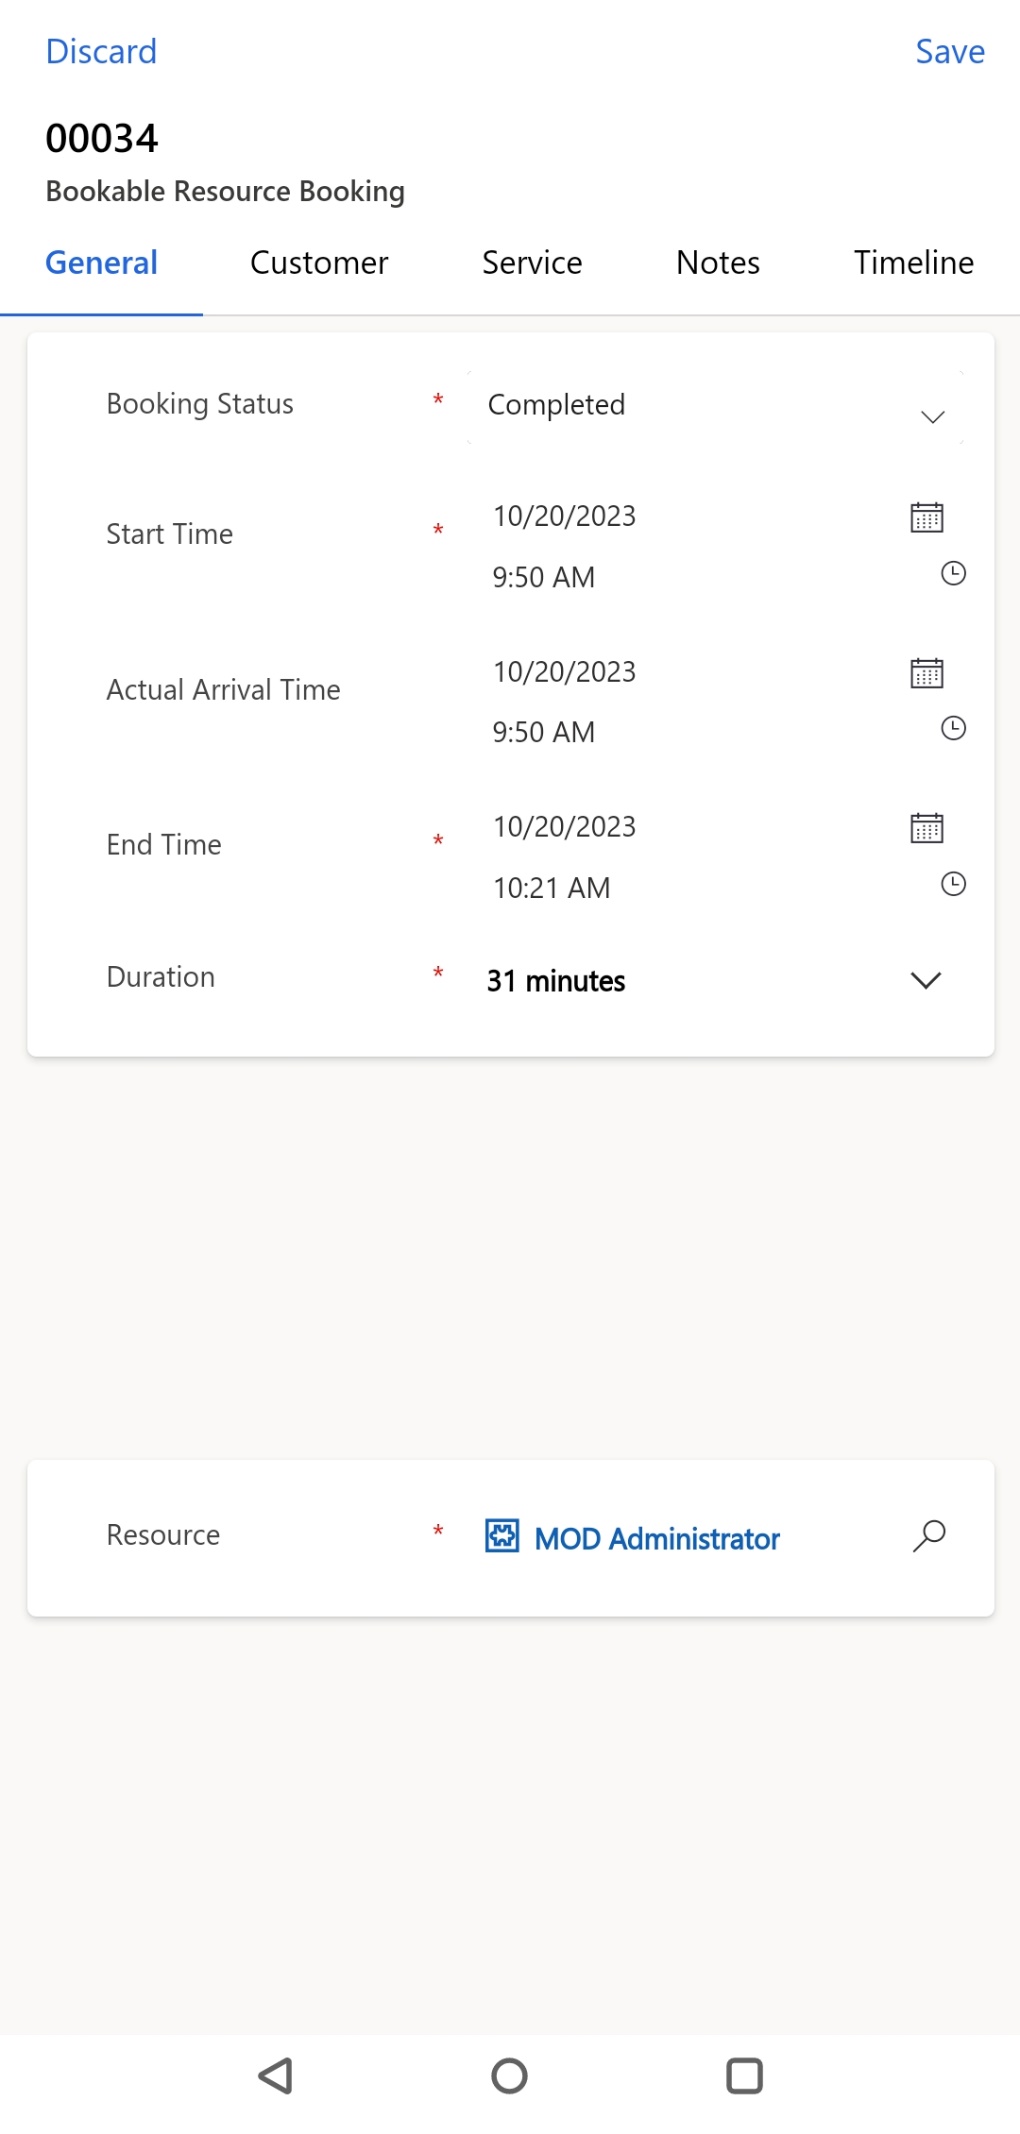 Discard Save
00034
Bookable Resource Booking
General Customer Service Notes Timeline
Booking Status * Completed
Start Time * 10/20/2023
9:50 AM
Actual Arrival Time 10/20/2023
9:50 AM
End Time * 10/20/2023
10:21 AM
Duration * 31 minutes
Resource * MOD Administrator